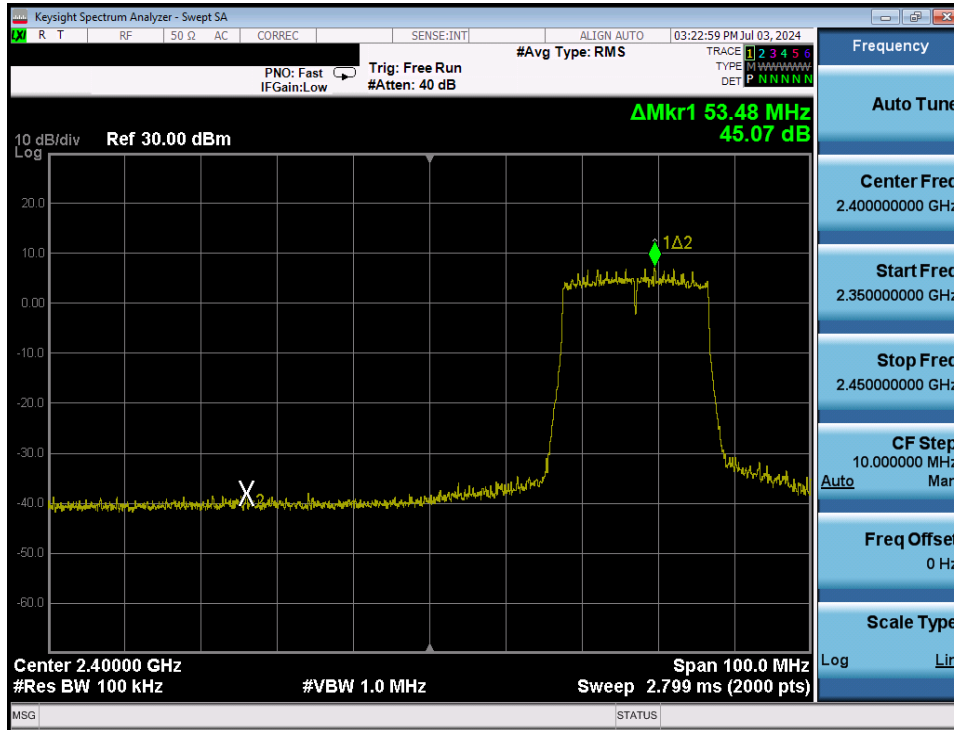 Keysight Spectrum Analyzer - Swept SA
LXI R T RF 50 Ω AC CORREC SENSE:INT ALIGN AUTO 03:22:59 PM Jul 03, 2024
#Avg Type: RMS TRACE 1 2 3 4 5 6
PNO: Fast Trig: Free Run TYPE M WWWWW
IFGain:Low #Atten: 40 dB DET P N N N N N
ΔMkr1 53.48 MHz
45.07 dB
10 dB/div Ref 30.00 dBm
Log
20.0
10.0
0.00
-10.0
-20.0
-30.0
-40.0
-50.0
-60.0
1Δ2
X2
Center 2.40000 GHz Span 100.0 MHz
#Res BW 100 kHz #VBW 1.0 MHz Sweep 2.799 ms (2000 pts)
MSG STATUS
Frequency
Auto Tune
Center Freq
2.400000000 GHz
Start Freq
2.350000000 GHz
Stop Freq
2.450000000 GHz
CF Step
10.000000 MHz
Auto Man
Freq Offset
0 Hz
Scale Type
Log Lin